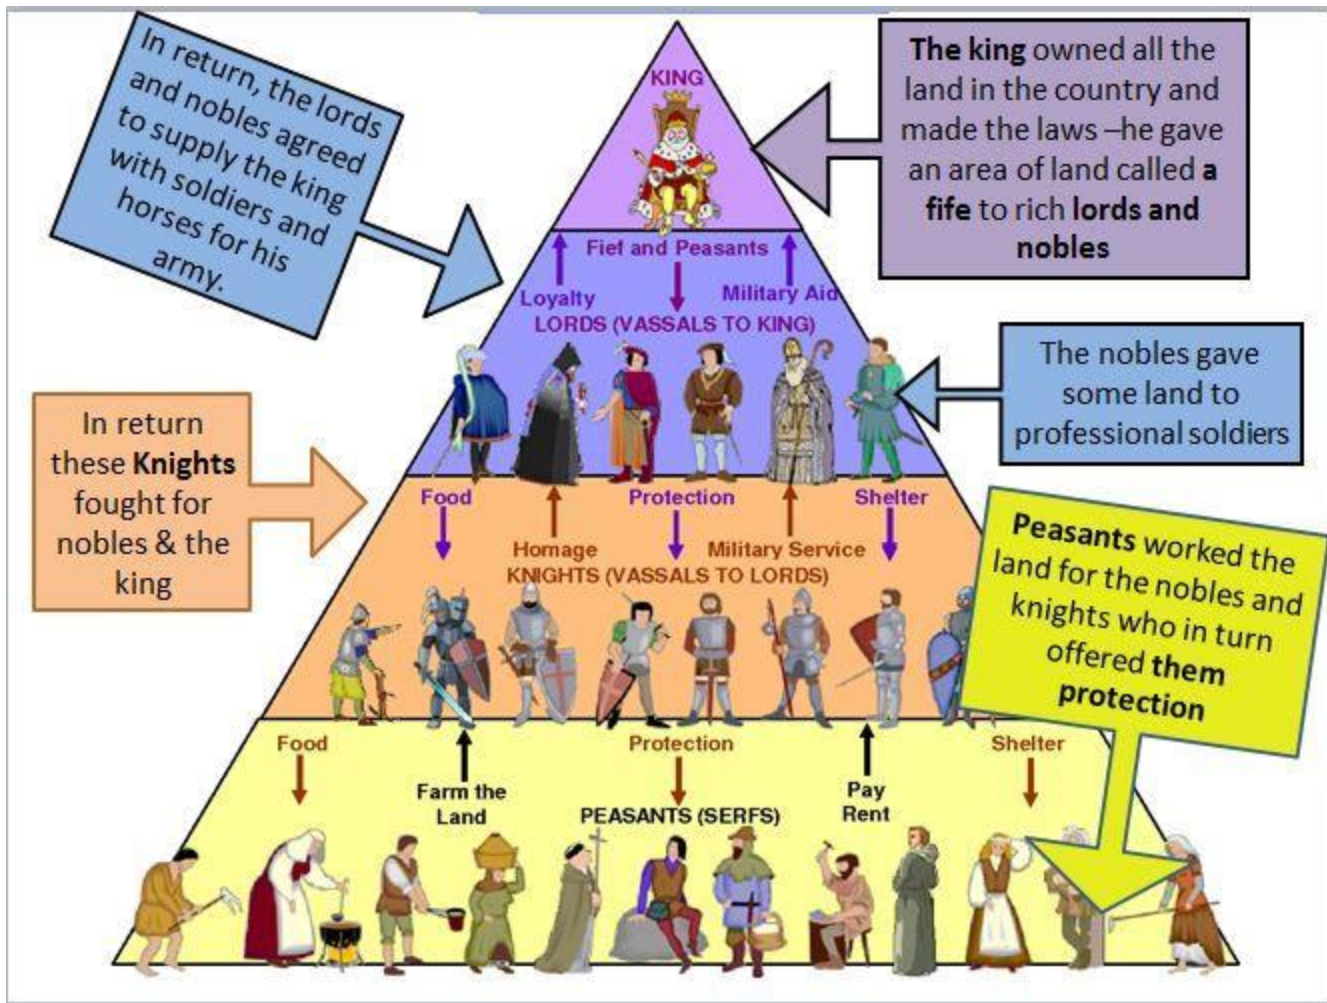 In return, the lords
and nobles agreed
to supply the king
with soldiers and
horses for his
army.
KING
The king owned all the
land in the country and
made the laws –he gave
an area of land called a
fife to rich lords and
nobles
Fief and Peasants
Loyalty
Military Aid
LORDS (VASSALS TO KING)
The nobles gave
some land to
professional soldiers
In return
these Knights
fought for
nobles & the
king
Food
Protection
Shelter
Homage
Military Service
KNIGHTS (VASSALS TO LORDS)
Peasants worked the
land for the nobles and
knights who in turn
offered them
protection
Food
Protection
Shelter
Farm the
Land
PEASANTS (SERFS)
Pay
Rent